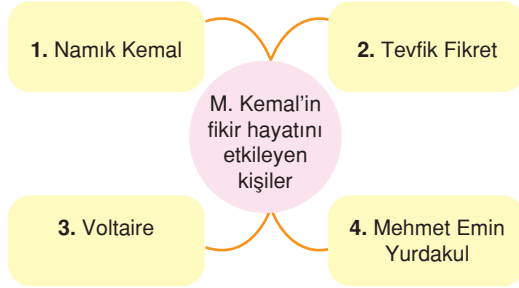 1. Namık Kemal
2. Tevfik Fikret
M. Kemal'in
fikir hayatını
etkileyen
kişiler
3. Voltaire
4. Mehmet Emin
Yurdakul